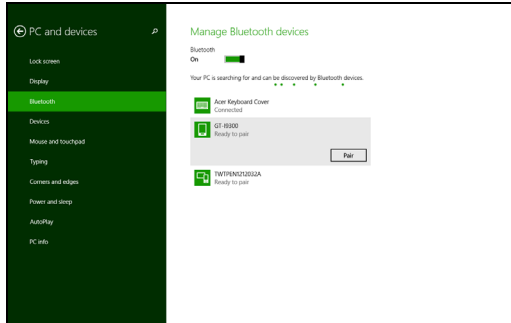 PC and devices
Lock screen
Display
Bluetooth
Devices
Mouse and touchpad
Typing
Corners and edges
Power and sleep
AutoPlay
PC info
Manage Bluetooth devices
Bluetooth
On
Your PC is searching for and can be discovered by Bluetooth devices.
Acer Keyboard Cover
Connected
GT-I9300
Ready to pair
Pair
TWTPEN1212032A
Ready to pair